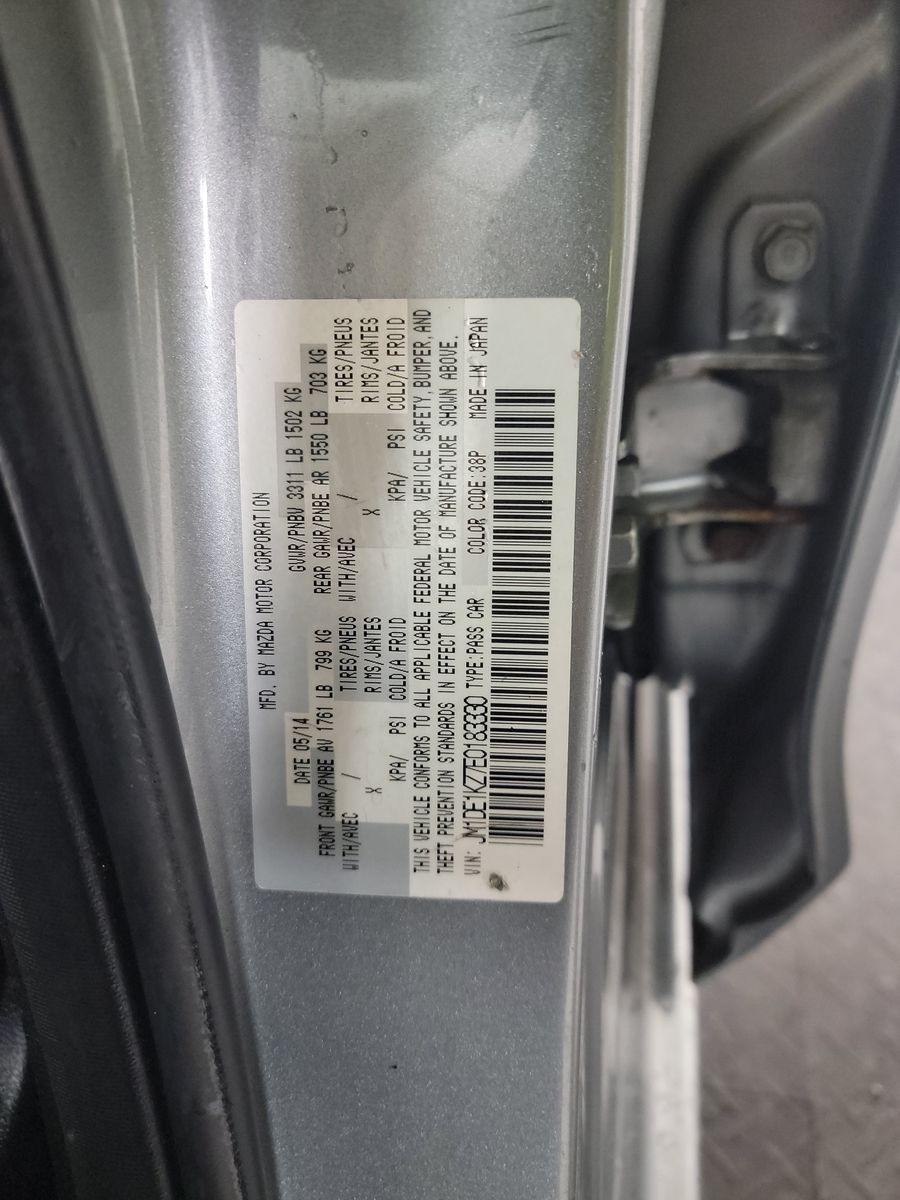 MFD. BY MAZDA MOTOR CORPORATION
DATE 05/14 GVWR/PNBV 3311 LB 1502 KG
FRONT GAWR/PNBE AV 1761 LB 799 KG REAR GAWR/PNBE AR 1550 LB 703 KG
WITH/AVEC / TIRES/PNEUS WITH/AVEC / TIRES/PNEUS
X RIMS/JANTES X RIMS/JANTES
KPA/ PSI COLD/A FROID KPA/ PSI COLD/A FROID
THIS VEHICLE CONFORMS TO ALL APPLICABLE FEDERAL MOTOR VEHICLE SAFETY, BUMPER, AND
THEFT PREVENTION STANDARDS IN EFFECT ON THE DATE OF MANUFACTURE SHOWN ABOVE.
VIN: JM1DE1KZ7E0183330 TYPE:PASS CAR COLOR CODE:38P MADE IN JAPAN